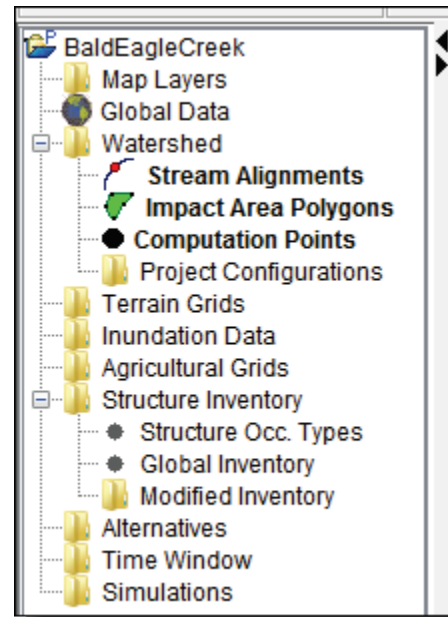 BaldEagleCreek
Map Layers
Global Data
Watershed
Stream Alignments
Impact Area Polygons
Computation Points
Project Configurations
Terrain Grids
Inundation Data
Agricultural Grids
Structure Inventory
Structure Occ. Types
Global Inventory
Modified Inventory
Alternatives
Time Window
Simulations